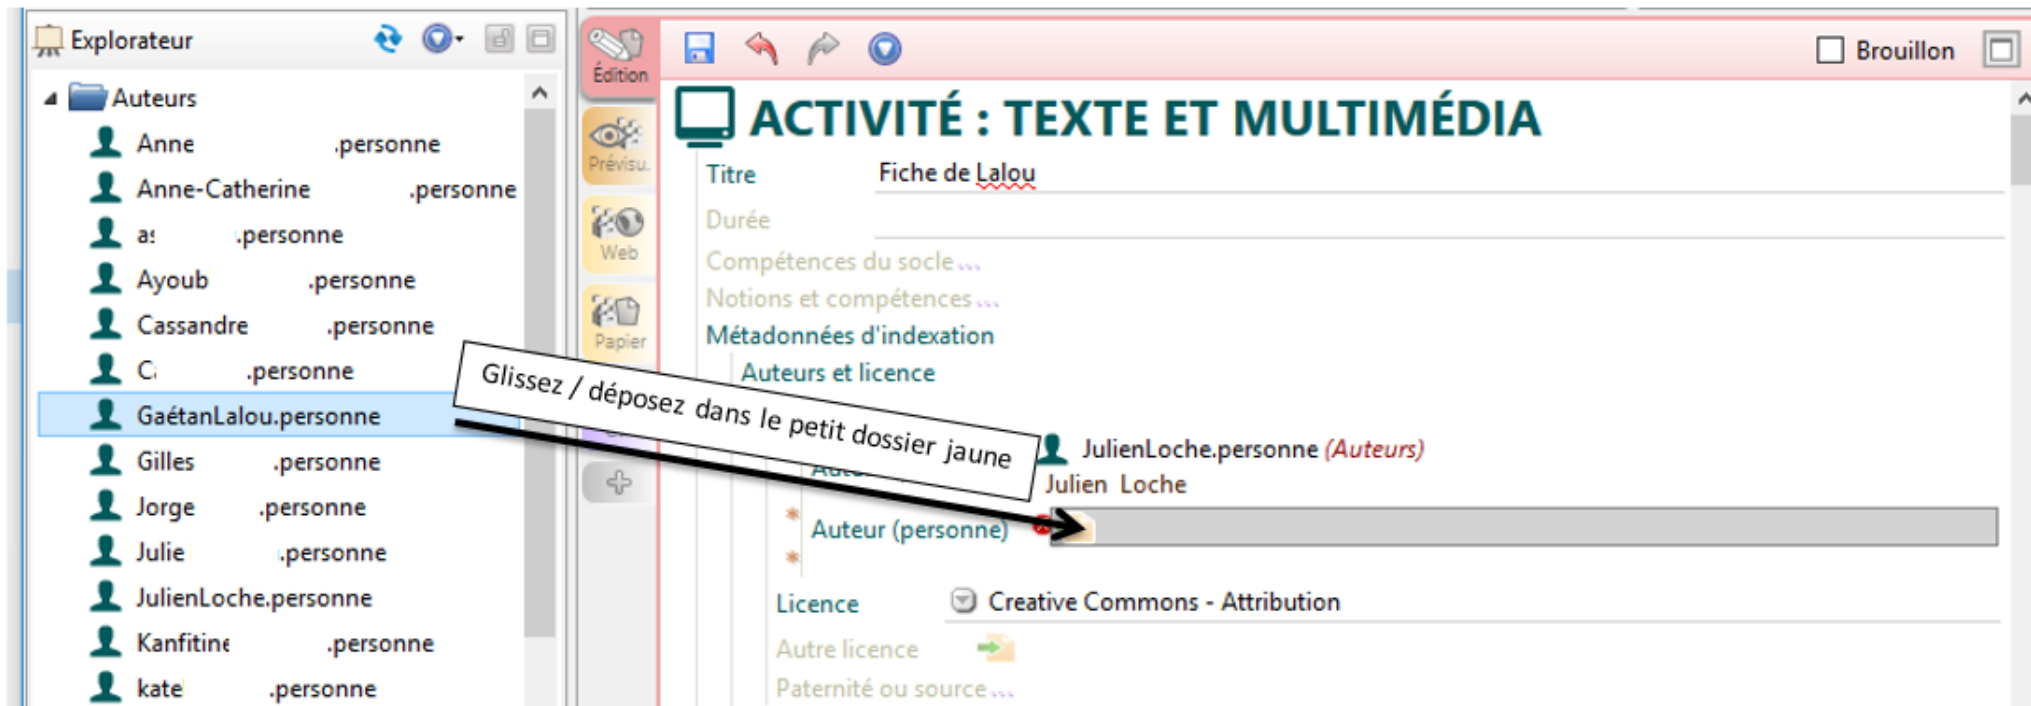 Explorateur
Auteurs
Anne .personne
Anne-Catherine .personne
.personne
Ayoub .personne
Cassandre .personne
.personne
GaétanLalou.personne
Gilles .personne
Jorge .personne
Julie .personne
JulienLoche.personne
Kanfitine .personne
kate .personne
Édition
Prévisu.
Web
Papier
Brouillon
ACTIVITÉ : TEXTE ET MULTIMÉDIA
Titre Fiche de Lalou
Durée
Compétences du socle ...
Notions et compétences ...
Métadonnées d'indexation
Auteurs et licence
Glissez / déposez dans le petit dossier jaune
JulienLoche.personne (Auteurs)
Julien Loche
* Auteur (personne)
*
Licence Creative Commons - Attribution
Autre licence
Paternité ou source ...